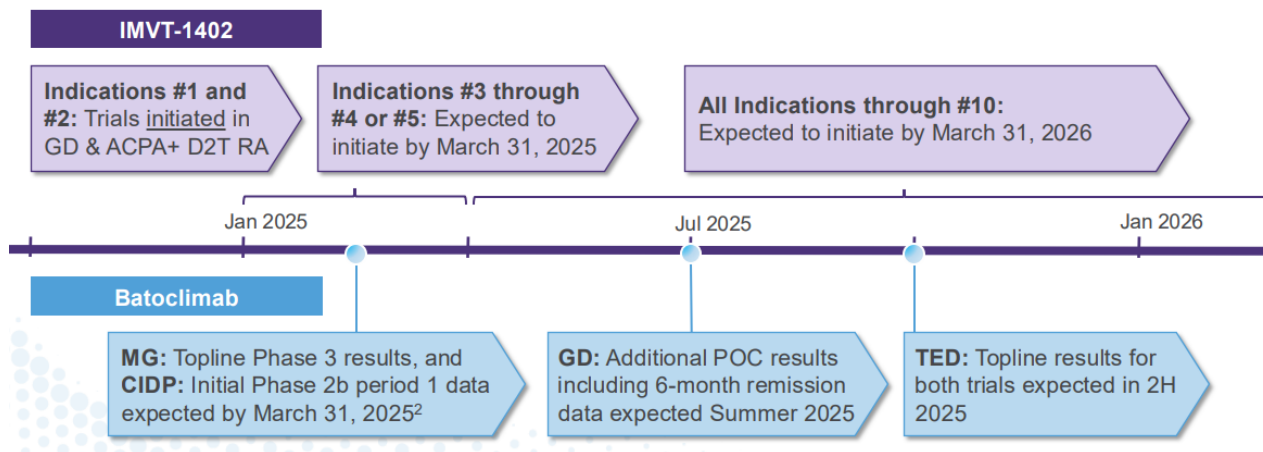 IMVT-1402
Indications #1 and
#2: Trials initiated in
GD & ACPA+ D2T RA
Indications #3 through
#4 or #5: Expected to
initiate by March 31, 2025
All Indications through #10:
Expected to initiate by March 31, 2026
Jan 2025
Jul 2025
Jan 2026
Batoclimab
MG: Topline Phase 3 results, and
CIDP: Initial Phase 2b period 1 data
expected by March 31, 2025²
GD: Additional POC results
including 6-month remission
data expected Summer 2025
TED: Topline results for
both trials expected in 2H
2025